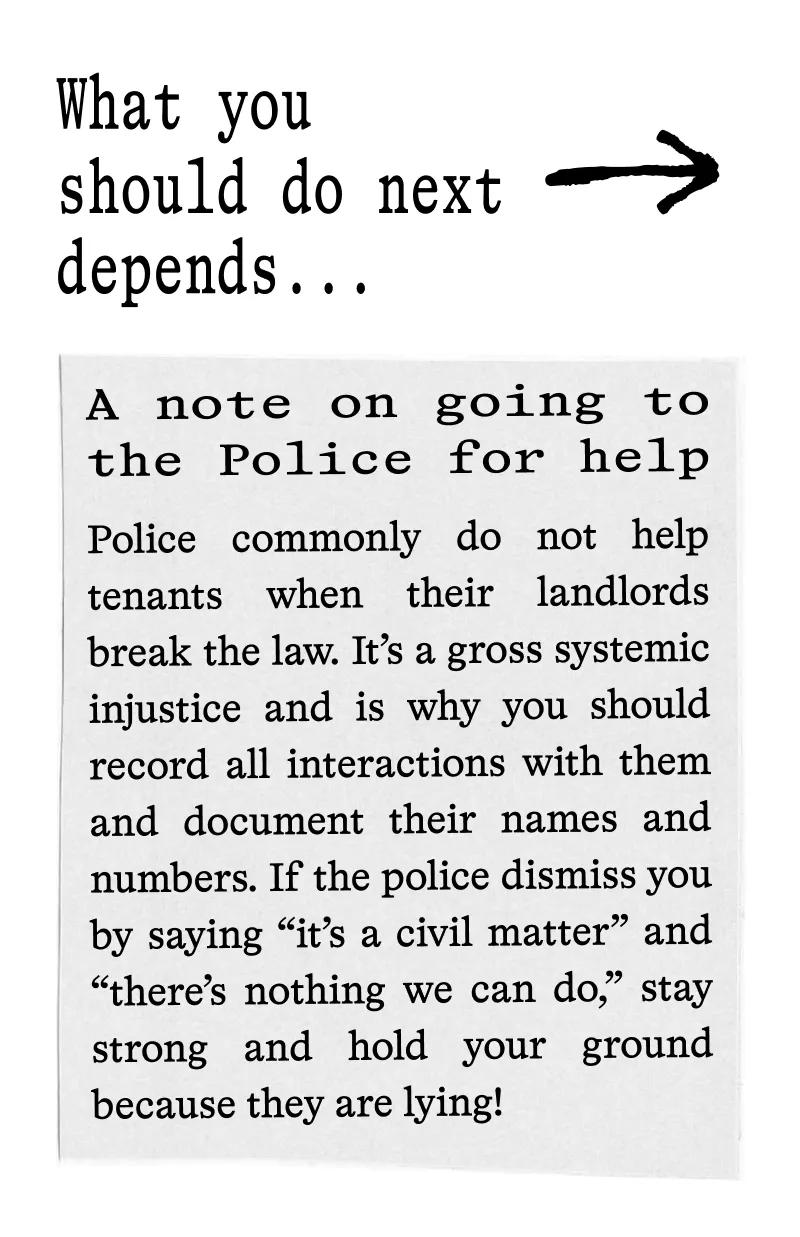 What you
should do next
depends...
A note on going to
the Police for help
Police commonly do not help
tenants when their landlords
break the law. It’s a gross systemic
injustice and is why you should
record all interactions with them
and document their names and
numbers. If the police dismiss you
by saying “it’s a civil matter” and
“there’s nothing we can do,” stay
strong and hold your ground
because they are lying!